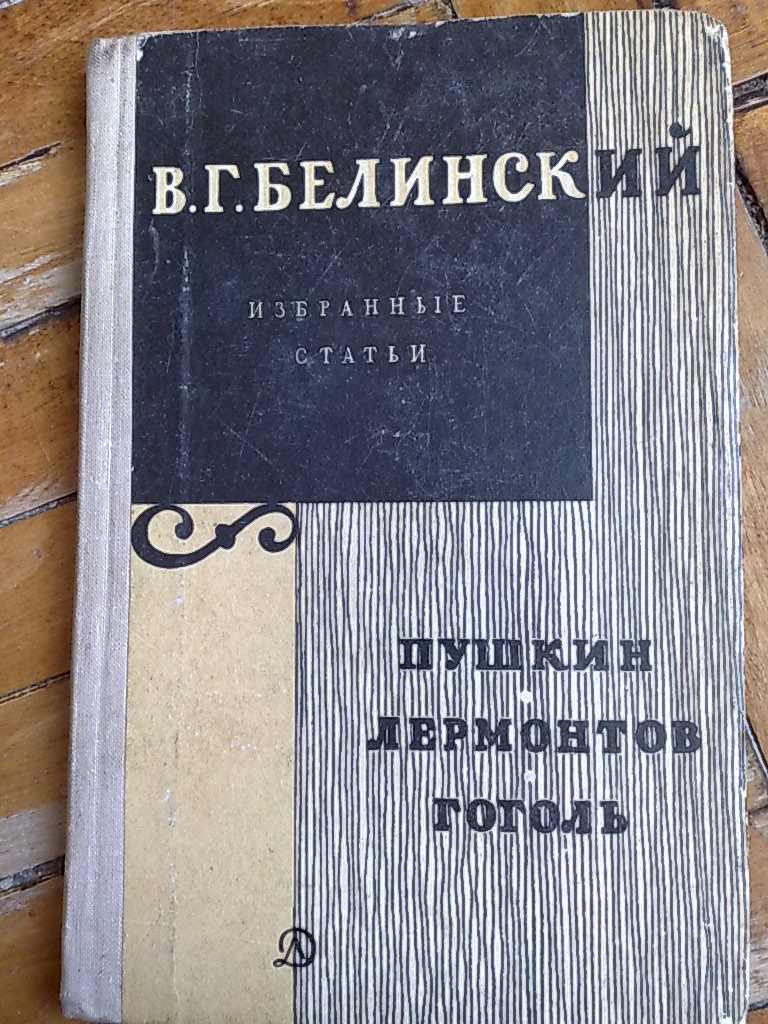 В.Г.БЕЛИНСКИЙ
ИЗБРАННЫЕ
СТАТЬИ
ПУШКИН
ЛЕРМОНТОВ
ГОГОЛЬ